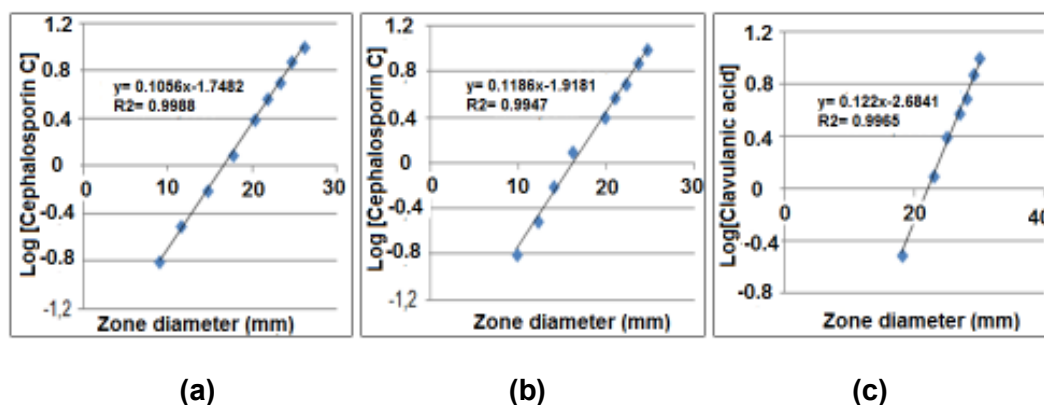 1.2
0.8
0.4
0
-0.4
-0.8
-1,2
0
10
20
30
y= 0.1056x-1.7482
R2= 0.9988
Log [Cephalosporin C]
Zone diameter (mm)
(a)
1.2
0.8
0.4
0
-0.4
-0.8
-1,2
0
10
20
30
y= 0.1186x-1.9181
R2= 0.9947
Log [Cephalosporin C]
Zone diameter (mm)
(b)
1.2
0.8
0.4
0
-0.4
-0.8
0
20
40
y= 0.122x-2.6841
R2= 0.9965
Log[Clavulanic acid]
Zone diameter (mm)
(c)